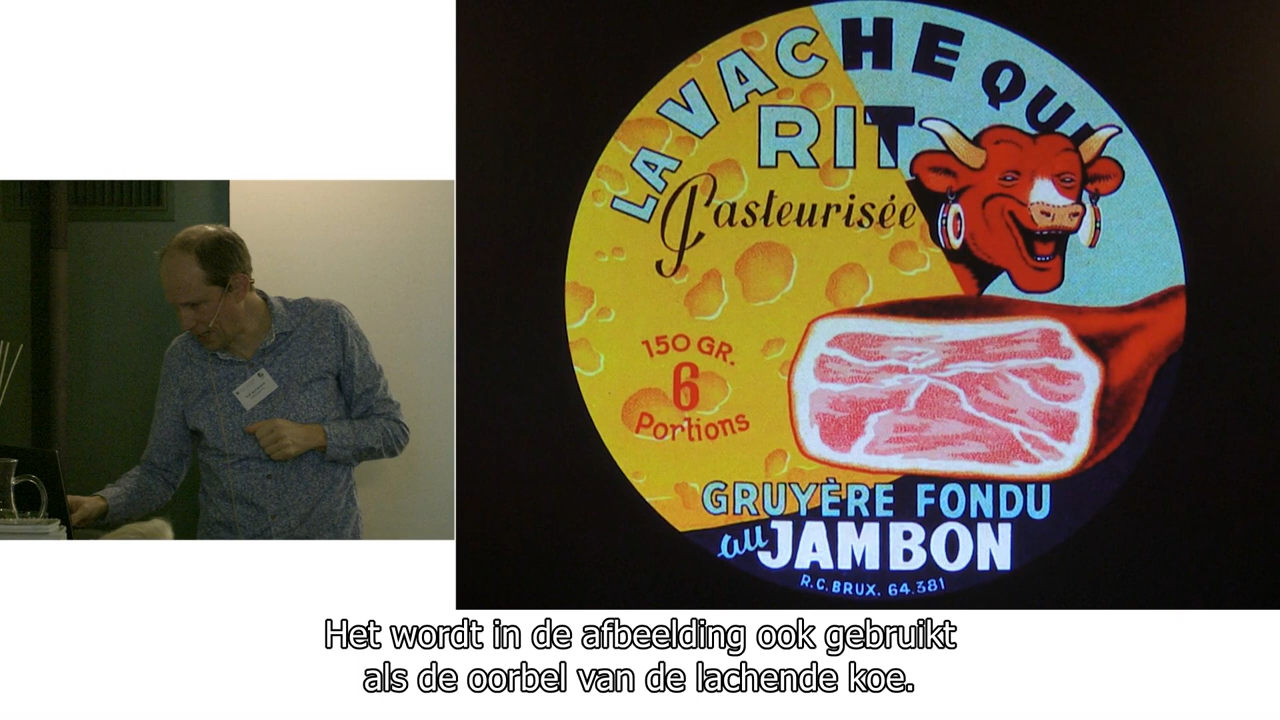 LA VACHE QUI
RIT
Pasteurisée
150 GR.
6
Portions
GRUYÈRE FONDU
au JAMBON
R.C. BRUX. 64.381
Het wordt in de afbeelding ook gebruikt
als de oorbel van de lachende koe.